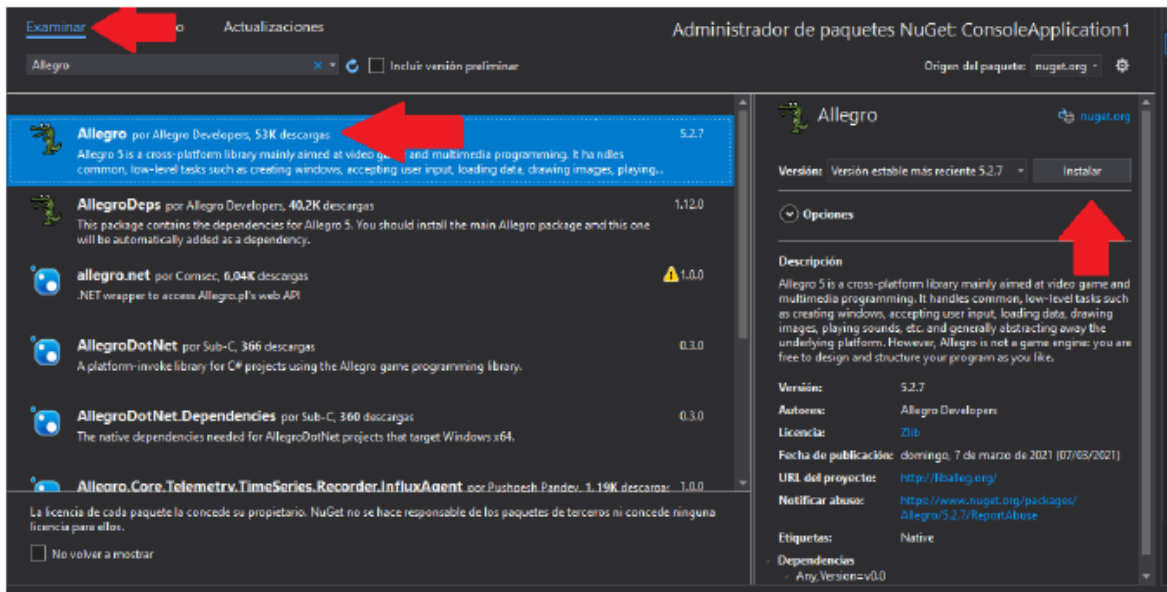 Examinar
o
Actualizaciones
Administrador de paquetes NuGet: ConsoleApplication1
Allegro
Incluir versión preliminar
Origen del paquete: nuget.org
Allegro por Allegro Developers, 53K descargas
5.2.7
Allegro 5 is a cross-platform library mainly aimed at video and multimedia programming. It handles
common, low-level tasks such as creating windows, accepting user input, loading data, drawing images, playing...
AllegroDeps por Allegro Developers, 40,2K descargas
1.12.0
This package contains the dependencies for Allegro 5. You should install the main Allegro package and this one
will be automatically added as a dependency.
allegro.net por Comsec, 6,04K descargas
1.0.0
.NET wrapper to access Allegro.pl's web API
AllegroDotNet por Sub-C, 366 descargas
0.3.0
A platform-invoke library for C# projects using the Allegro game programming library.
AllegroDotNet.Dependencies por Sub-C, 360 descargas
0.3.0
The native dependencies needed for AllegroDotNet projects that target Windows x64.
Allegro.Core.Telemetry.TimeSeries.Recorder.InfluxAgent por Pushpesh Pandey, 1,19K descargas
1.0.0
La licencia de cada paquete la concede su propietario. NuGet no se hace responsable de los paquetes de terceros ni concede ninguna
licencia para ellos.
No volver a mostrar
Allegro
nuget.org
Versión: Versión estable más reciente 5.2.7
Instalar
Opciones
Descripción
Allegro 5 is a cross-platform library mainly aimed at video game and
multimedia programming. It handles common, low-level tasks such
as creating windows, accepting user input, loading data, drawing
images, playing sounds, etc. and generally abstracting away the
underlying platform. However, Allegro is not a game engine: you are
free to design and structure your program as you like.
Versión: 5.2.7
Autores: Allegro Developers
Licencia: Zlib
Fecha de publicación: domingo, 7 de marzo de 2021 (07/03/2021)
URL del proyecto: http://liballeg.org/
Notificar abuso: https://www.nuget.org/packages/
Allegro/5.2.7/ReportAbuse
Etiquetas: Native
Dependencias
Any,Version=v0.0